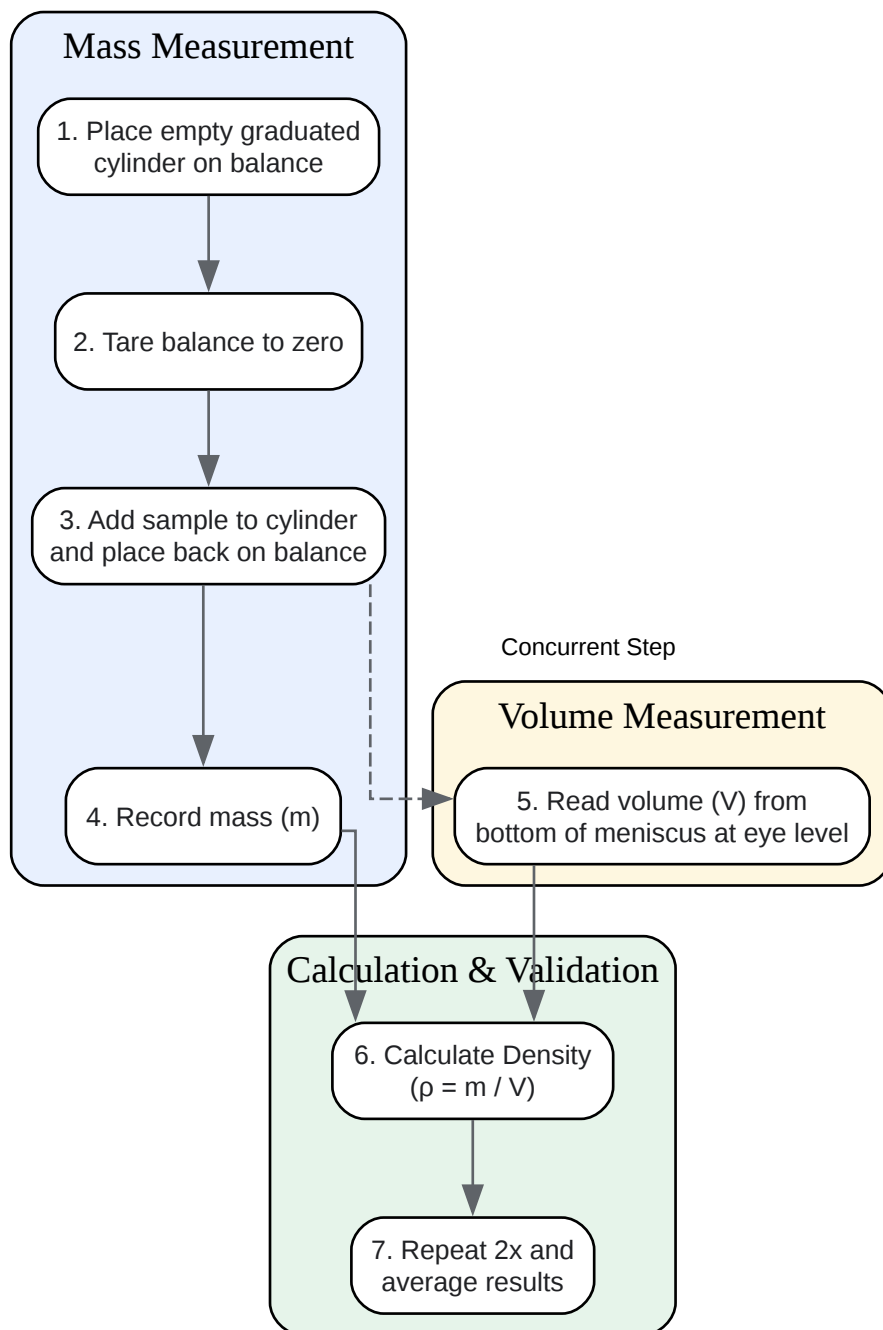 Mass Measurement
1. Place empty graduated
cylinder on balance
2. Tare balance to zero
3. Add sample to cylinder
and place back on balance
4. Record mass (m)
Concurrent Step
Volume Measurement
5. Read volume (V) from
bottom of meniscus at eye level
Calculation & Validation
6. Calculate Density
(ρ = m / V)
7. Repeat 2x and
average results